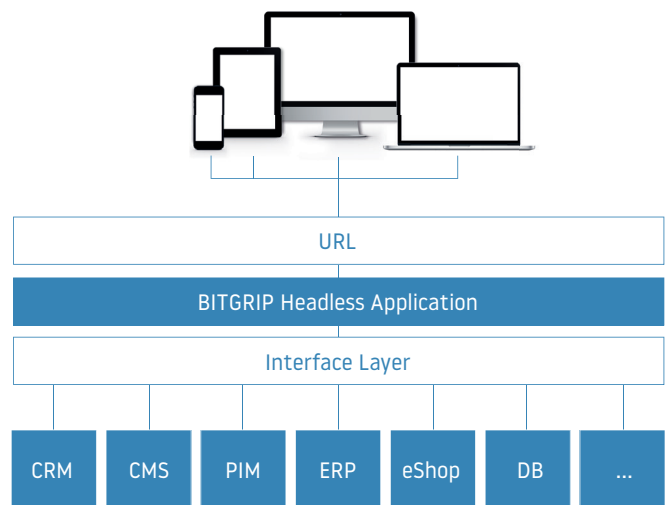 URL
BITGRIP Headless Application
Interface Layer
CRM CMS PIM ERP eShop DB ...